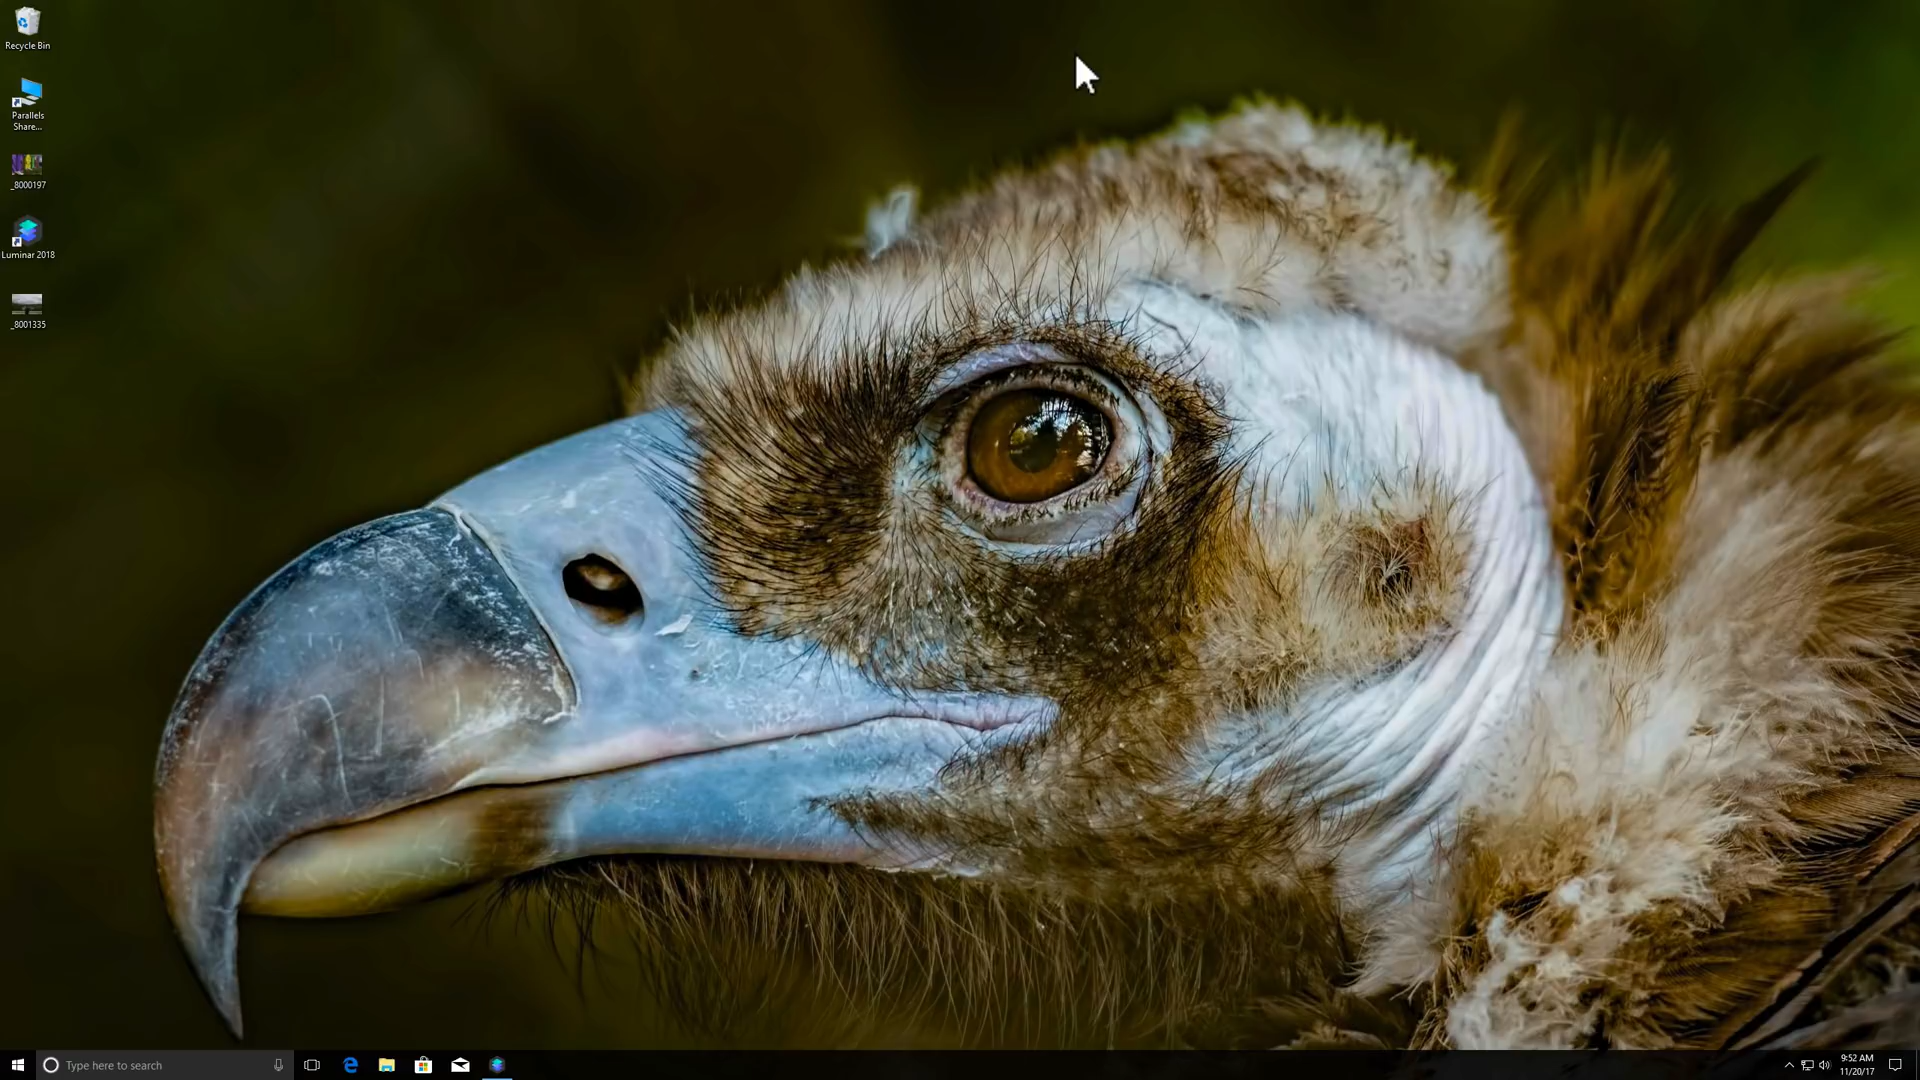 Recycle Bin
Parallels
Share...
_8000197
Luminar 2018
_8001335
Type here to search
9:52 AM
11/20/17